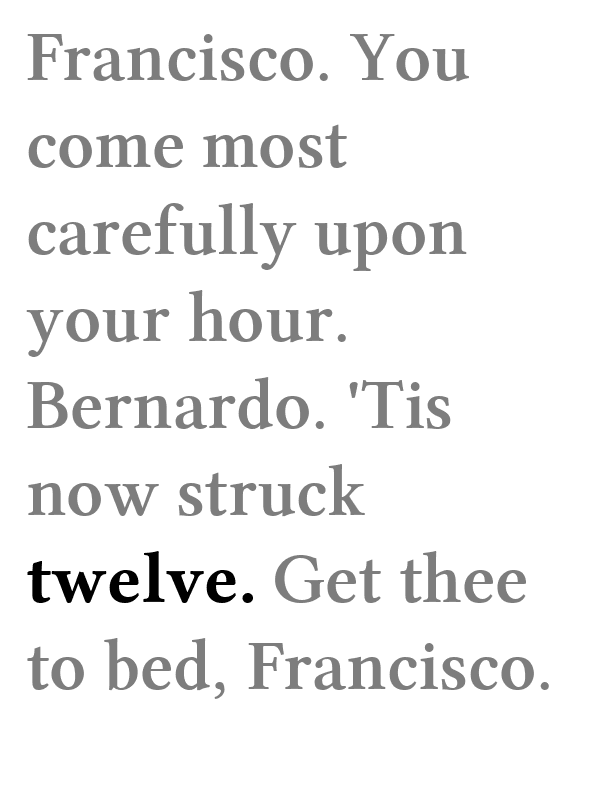 Francisco. You
come most
carefully upon
your hour.
Bernardo. 'Tis
now struck
twelve. Get thee
to bed, Francisco.